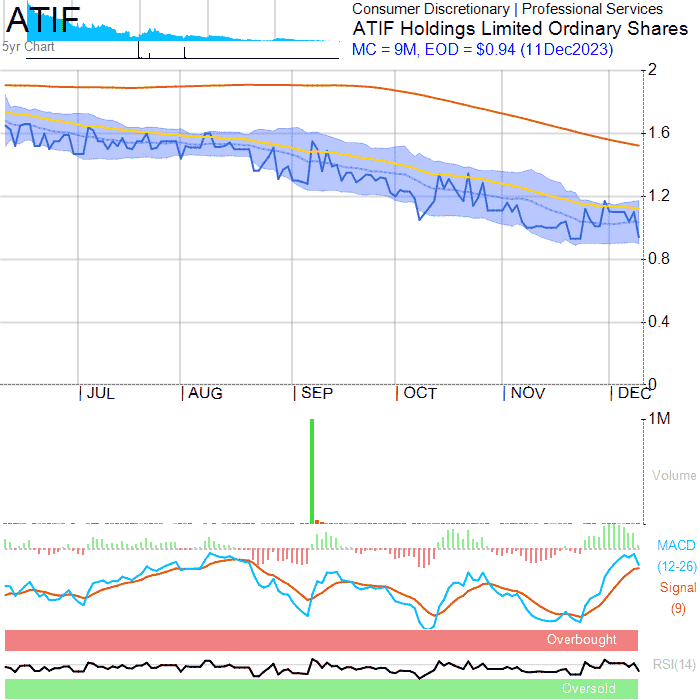 ATIF
Consumer Discretionary | Professional Services
ATIF Holdings Limited Ordinary Shares
MC = 9M, EOD = $0.94 (11Dec2023)
5yr Chart
2
1.6
1.2
0.8
0.4
0
JUL AUG SEP OCT NOV DEC
1M
Volume
MACD
(12-26)
Signal
(9)
Overbought
RSI(14)
Oversold